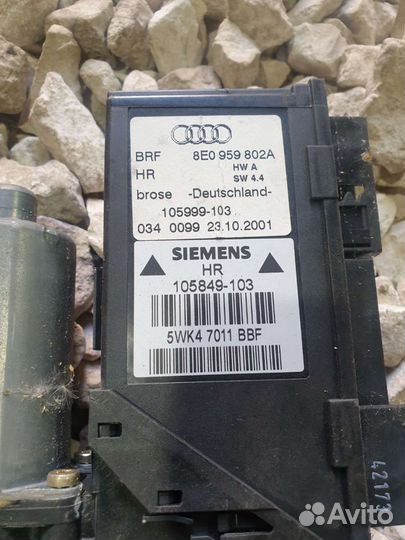 BRF 8E0 959 802A
HR HW A
SW 4.4
brose -Deutschland-
105999-103
034 0099 23.10.2001
SIEMENS
HR
105849-103
5WK4 7011 BBF
Avito